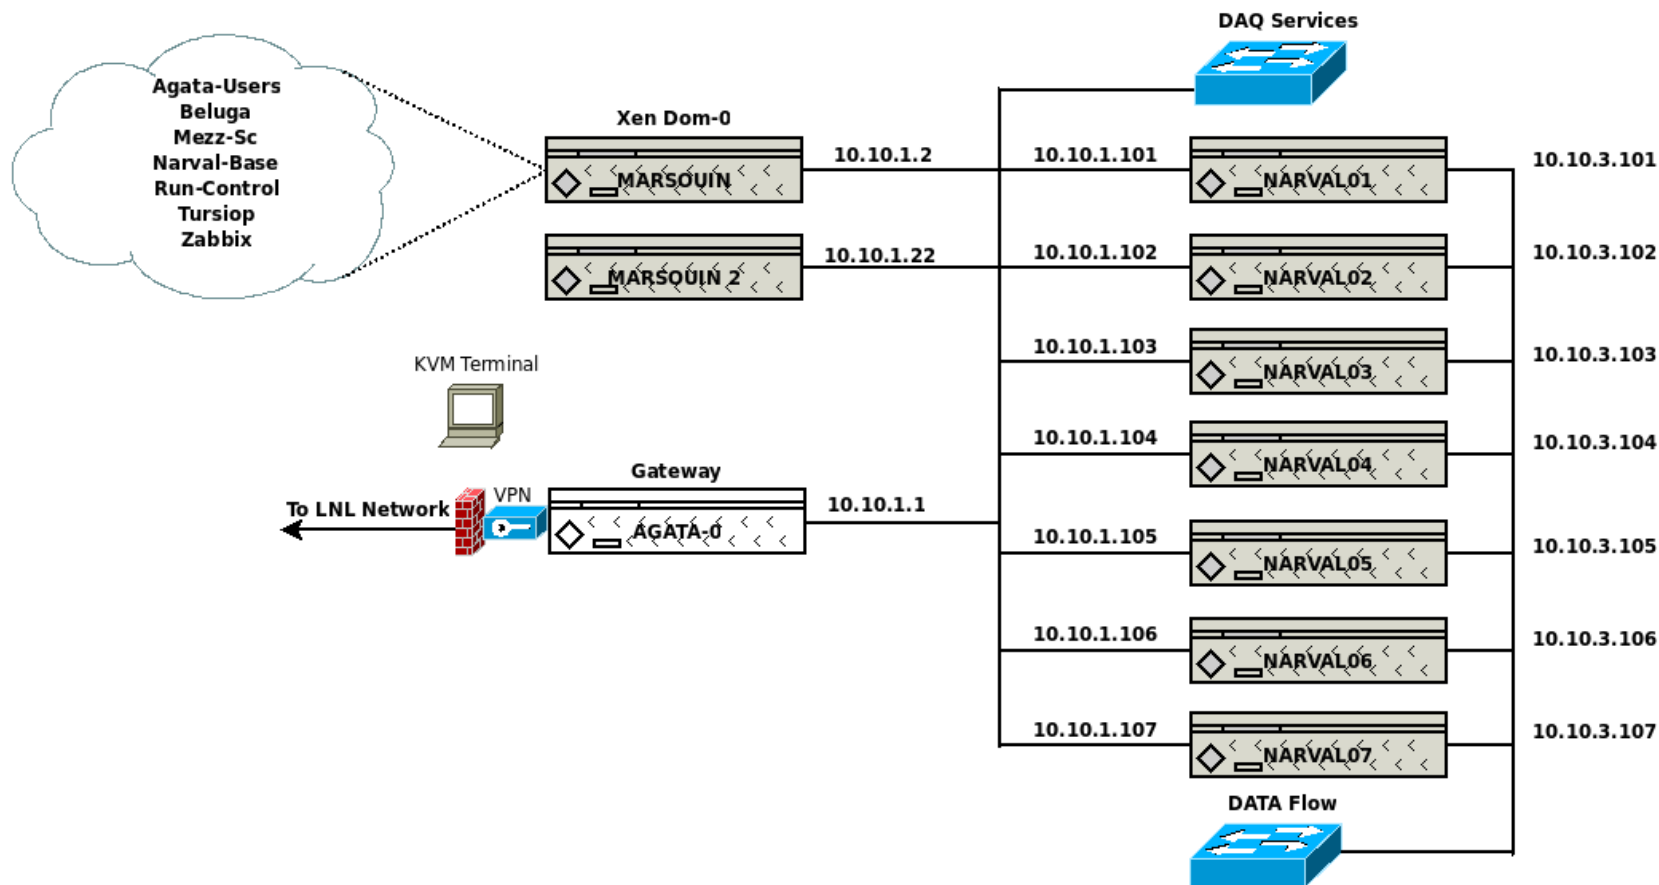 DAQ Services
Agata-Users
Beluga
Mezz-Sc
Narval-Base
Run-Control
Tursiop
Zabbix
Xen Dom-0
MARSOUIN
10.10.1.2
10.10.1.101
NARVAL01
10.10.3.101
MARSOUIN 2
10.10.1.22
10.10.1.102
NARVAL02
10.10.3.102
10.10.1.103
NARVAL03
10.10.3.103
KVM Terminal
10.10.1.104
NARVAL04
10.10.3.104
Gateway
To LNL Network
VPN
AGATA-0
10.10.1.1
10.10.1.105
NARVAL05
10.10.3.105
10.10.1.106
NARVAL06
10.10.3.106
10.10.1.107
NARVAL07
10.10.3.107
DATA Flow